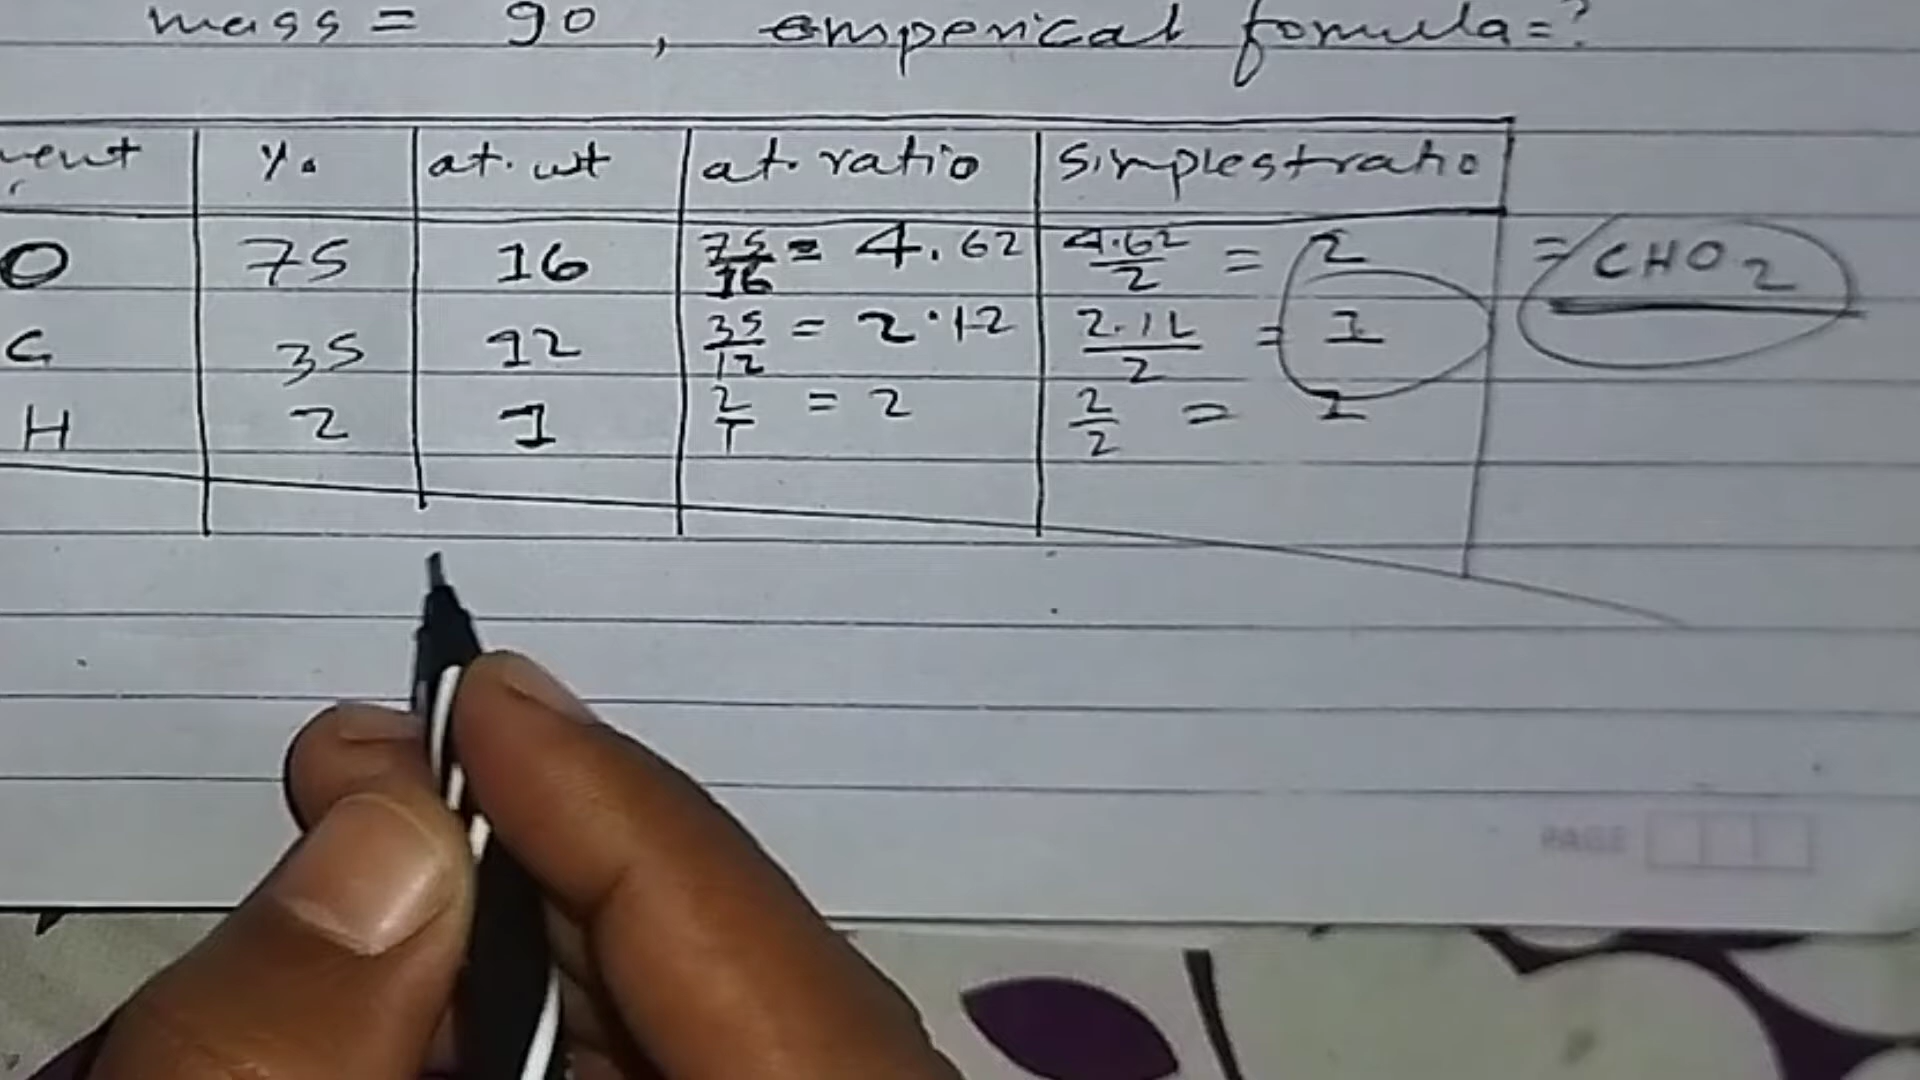 mass = 90, emperical formula = ?
% at. wt at. ratio Simplest ratio
O 75 16 75/16 = 4.62 4.62/2 = 2 = CHO2
C 35 12 35/12 = 2.12 2.12/2 = 1
H 2 1 2/1 = 2 2/2 = 1
PAGE